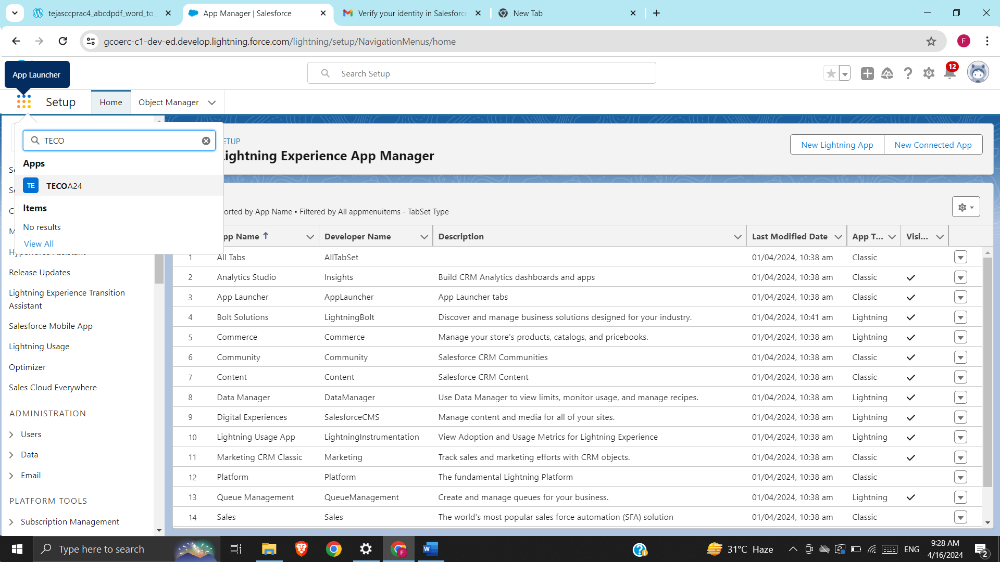 tejasccprac4_abcdpdf_word_to_
App Manager | Salesforce
Verify your identity in Salesforce
New Tab
gcoerc-c1-dev-ed.develop.lightning.force.com/lightning/setup/NavigationMenus/home
F
App Launcher
Search Setup
12
Setup
Home
Object Manager
TECO
Apps
TE TECOA24
Items
No results
View All
Release Updates
Lightning Experience Transition
Assistant
Salesforce Mobile App
Lightning Usage
Optimizer
Sales Cloud Everywhere
ADMINISTRATION
Users
Data
Email
PLATFORM TOOLS
Subscription Management
ETUP
Lightning Experience App Manager
New Lightning App
New Connected App
orted by App Name • Filtered by All appmenuitems - TabSet Type
pp Name Developer Name Description Last Modified Date App T... Visi...
1 All Tabs AllTabSet 01/04/2024, 10:38 am Classic
2 Analytics Studio Insights Build CRM Analytics dashboards and apps 01/04/2024, 10:38 am Classic
3 App Launcher AppLauncher App Launcher tabs 01/04/2024, 10:38 am Classic
4 Bolt Solutions LightningBolt Discover and manage business solutions designed for your industry. 01/04/2024, 10:41 am Lightning
5 Commerce Commerce Manage your store's products, catalogs, and pricebooks. 01/04/2024, 10:38 am Lightning
6 Community Community Salesforce CRM Communities 01/04/2024, 10:38 am Classic
7 Content Content Salesforce CRM Content 01/04/2024, 10:38 am Classic
8 Data Manager DataManager Use Data Manager to view limits, monitor usage, and manage recipes. 01/04/2024, 10:38 am Lightning
9 Digital Experiences SalesforceCMS Manage content and media for all of your sites. 01/04/2024, 10:38 am Lightning
10 Lightning Usage App LightningInstrumentation View Adoption and Usage Metrics for Lightning Experience 01/04/2024, 10:38 am Lightning
11 Marketing CRM Classic Marketing Track sales and marketing efforts with CRM objects. 01/04/2024, 10:38 am Classic
12 Platform Platform The fundamental Lightning Platform 01/04/2024, 10:38 am Classic
13 Queue Management QueueManagement Create and manage queues for your business. 01/04/2024, 10:38 am Lightning
14 Sales Sales The world's most popular sales force automation (SFA) solution 01/04/2024, 10:38 am Classic
Type here to search
31°C Haze
ENG
9:28 AM
4/16/2024
2